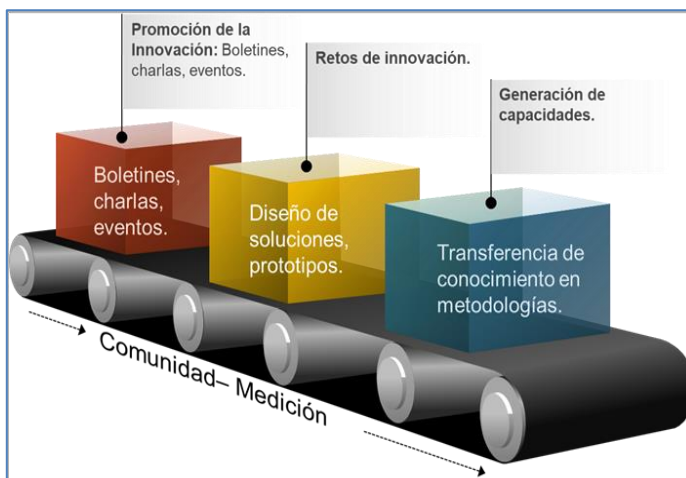 Promoción de la
Innovación: Boletines,
charlas, eventos.
Retos de innovación.
Generación de
capacidades.
Boletines,
charlas,
eventos.
Diseño de
soluciones,
prototipos.
Transferencia de
conocimiento en
metodologías.
Comunidad– Medición